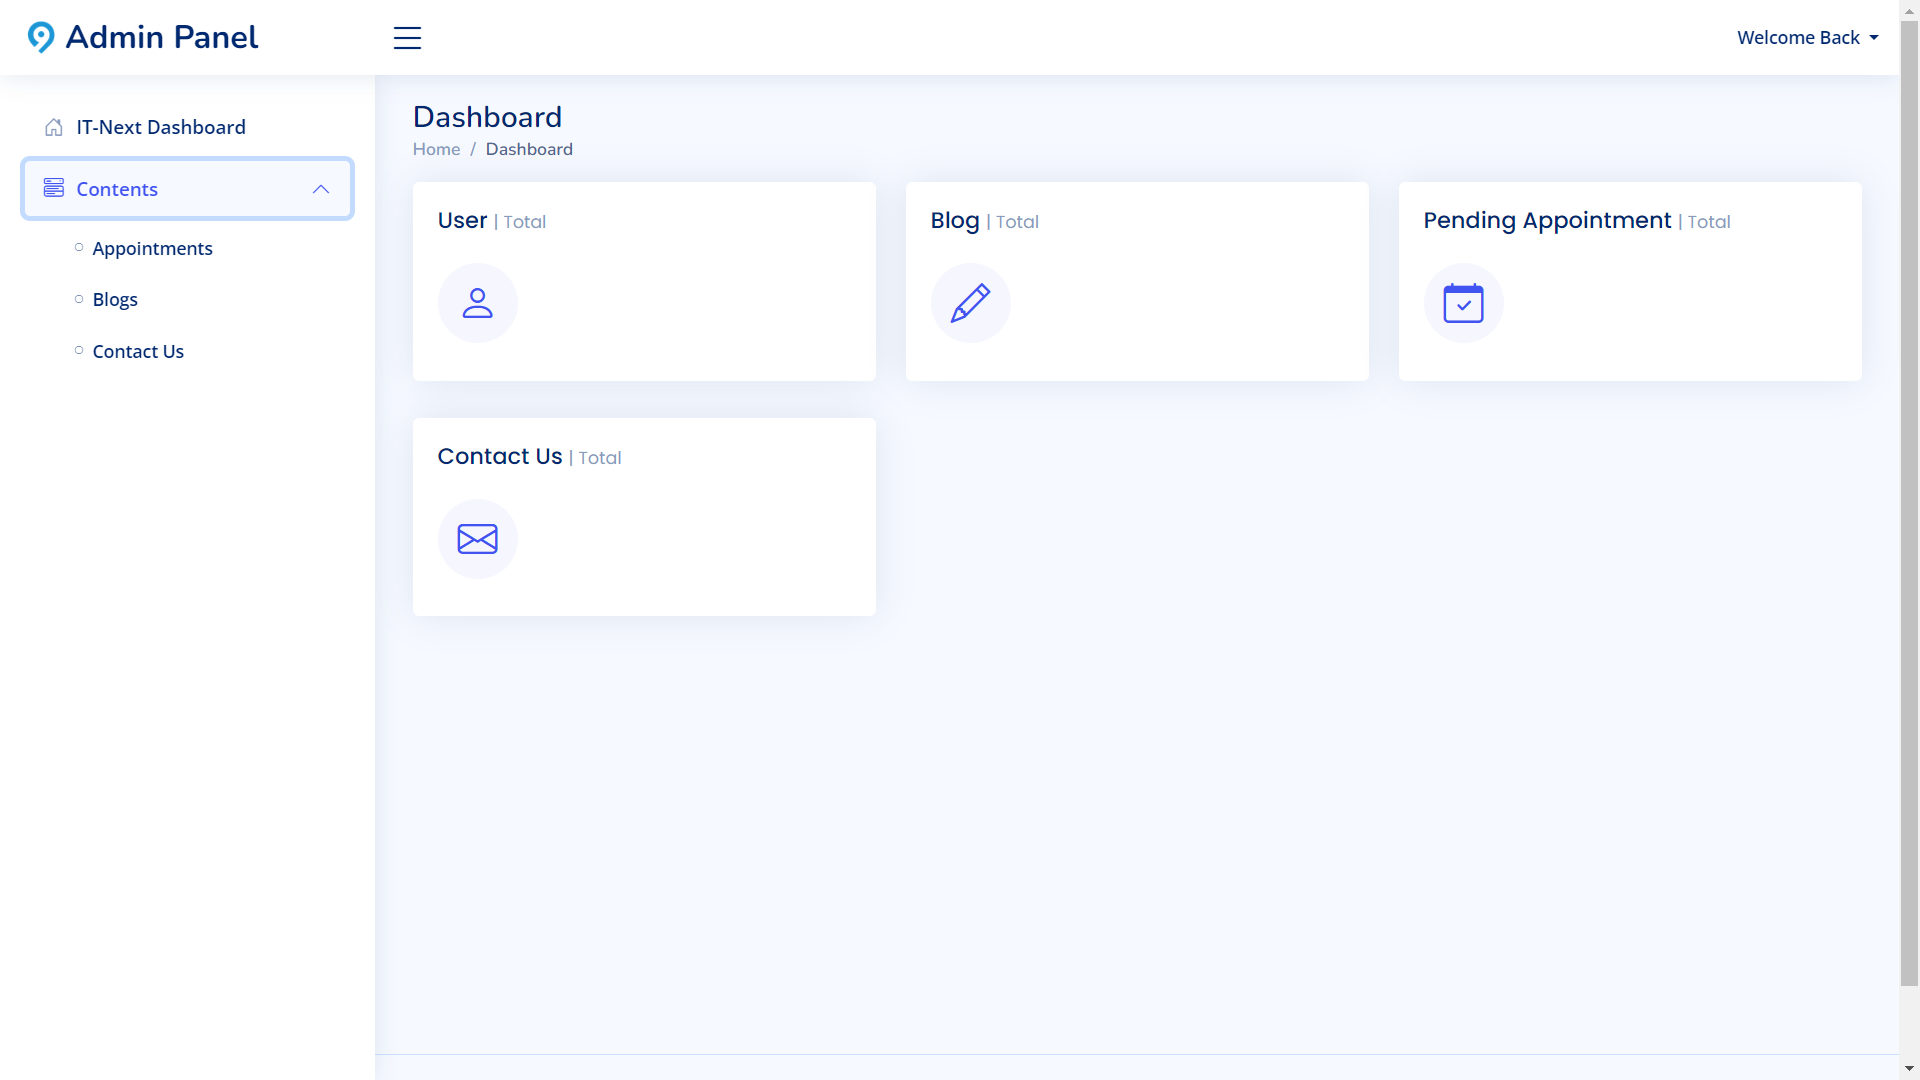 Admin Panel
Welcome Back
IT-Next Dashboard
Contents
Appointments
Blogs
Contact Us
Dashboard
Home / Dashboard
User | Total
Blog | Total
Pending Appointment | Total
Contact Us | Total